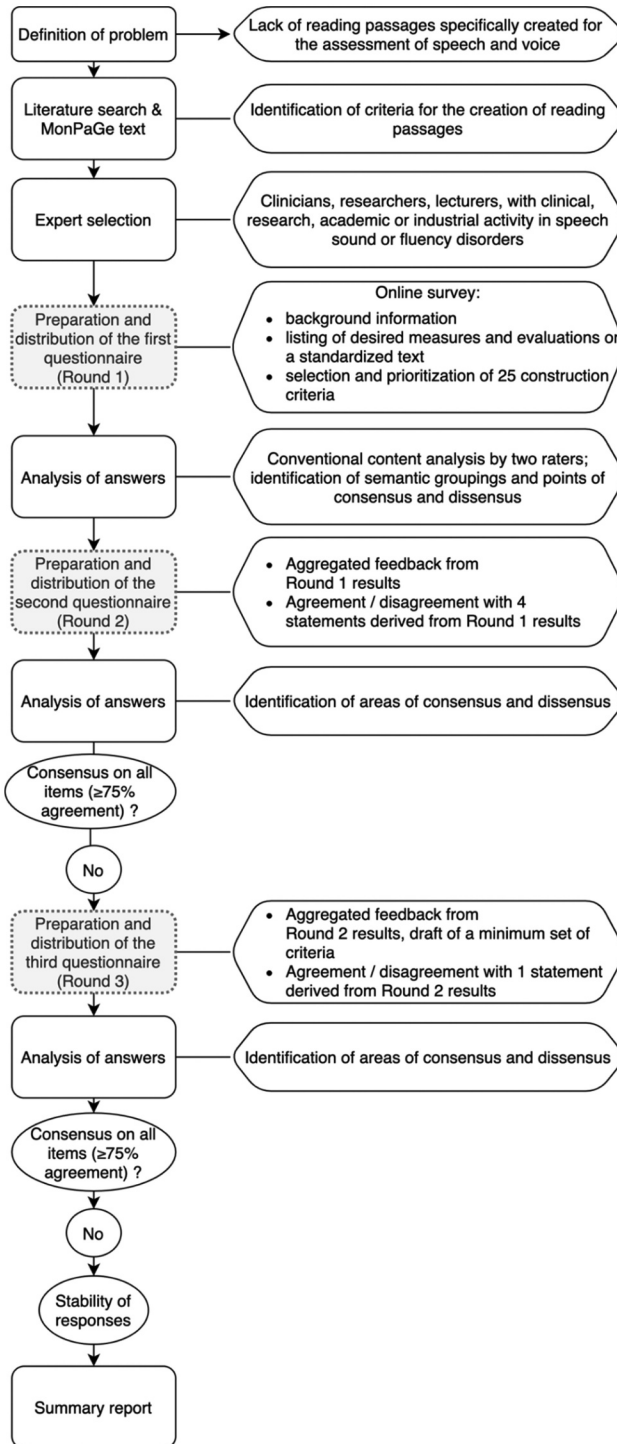 Definition of problem
Lack of reading passages specifically created for
the assessment of speech and voice
Literature search &
MonPaGe text
Identification of criteria for the creation of reading
passages
Expert selection
Clinicians, researchers, lecturers, with clinical,
research, academic or industrial activity in speech
sound or fluency disorders
Preparation and
distribution of the first
questionnaire
(Round 1)
Online survey:
• background information
• listing of desired measures and evaluations on
a standardized text
• selection and prioritization of 25 construction
criteria
Analysis of answers
Conventional content analysis by two raters;
identification of semantic groupings and points of
consensus and dissensus
Preparation and
distribution of the
second questionnaire
(Round 2)
• Aggregated feedback from
Round 1 results
• Agreement / disagreement with 4
statements derived from Round 1 results
Analysis of answers
Identification of areas of consensus and dissensus
Consensus on all
items (≥75%
agreement) ?
No
Preparation and
distribution of the
third questionnaire
(Round 3)
• Aggregated feedback from
Round 2 results, draft of a minimum set of
criteria
• Agreement / disagreement with 1 statement
derived from Round 2 results
Analysis of answers
Identification of areas of consensus and dissensus
Consensus on all
items (≥75%
agreement) ?
No
Stability of
responses
Summary report